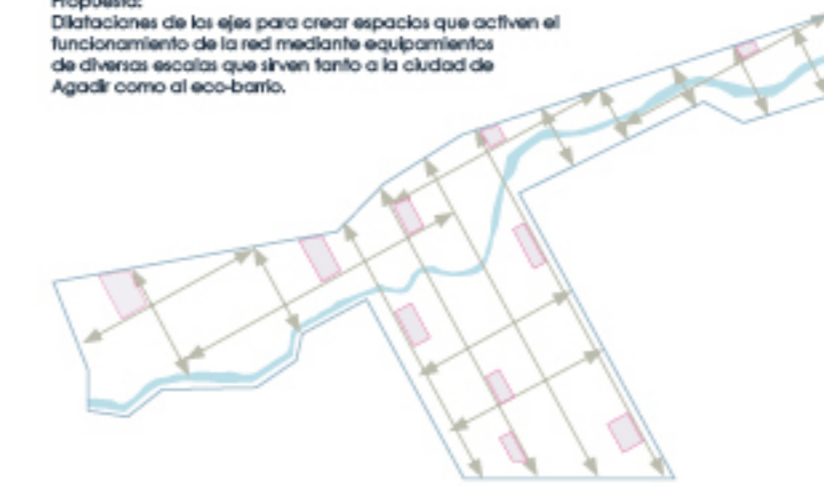 Propuesta:
Dilataciones de los ejes para crear espacios que activen el
funcionamiento de la red mediante equipamientos
de diversas escalas que sirven tanto a la ciudad de
Agadir como al eco-barrio.